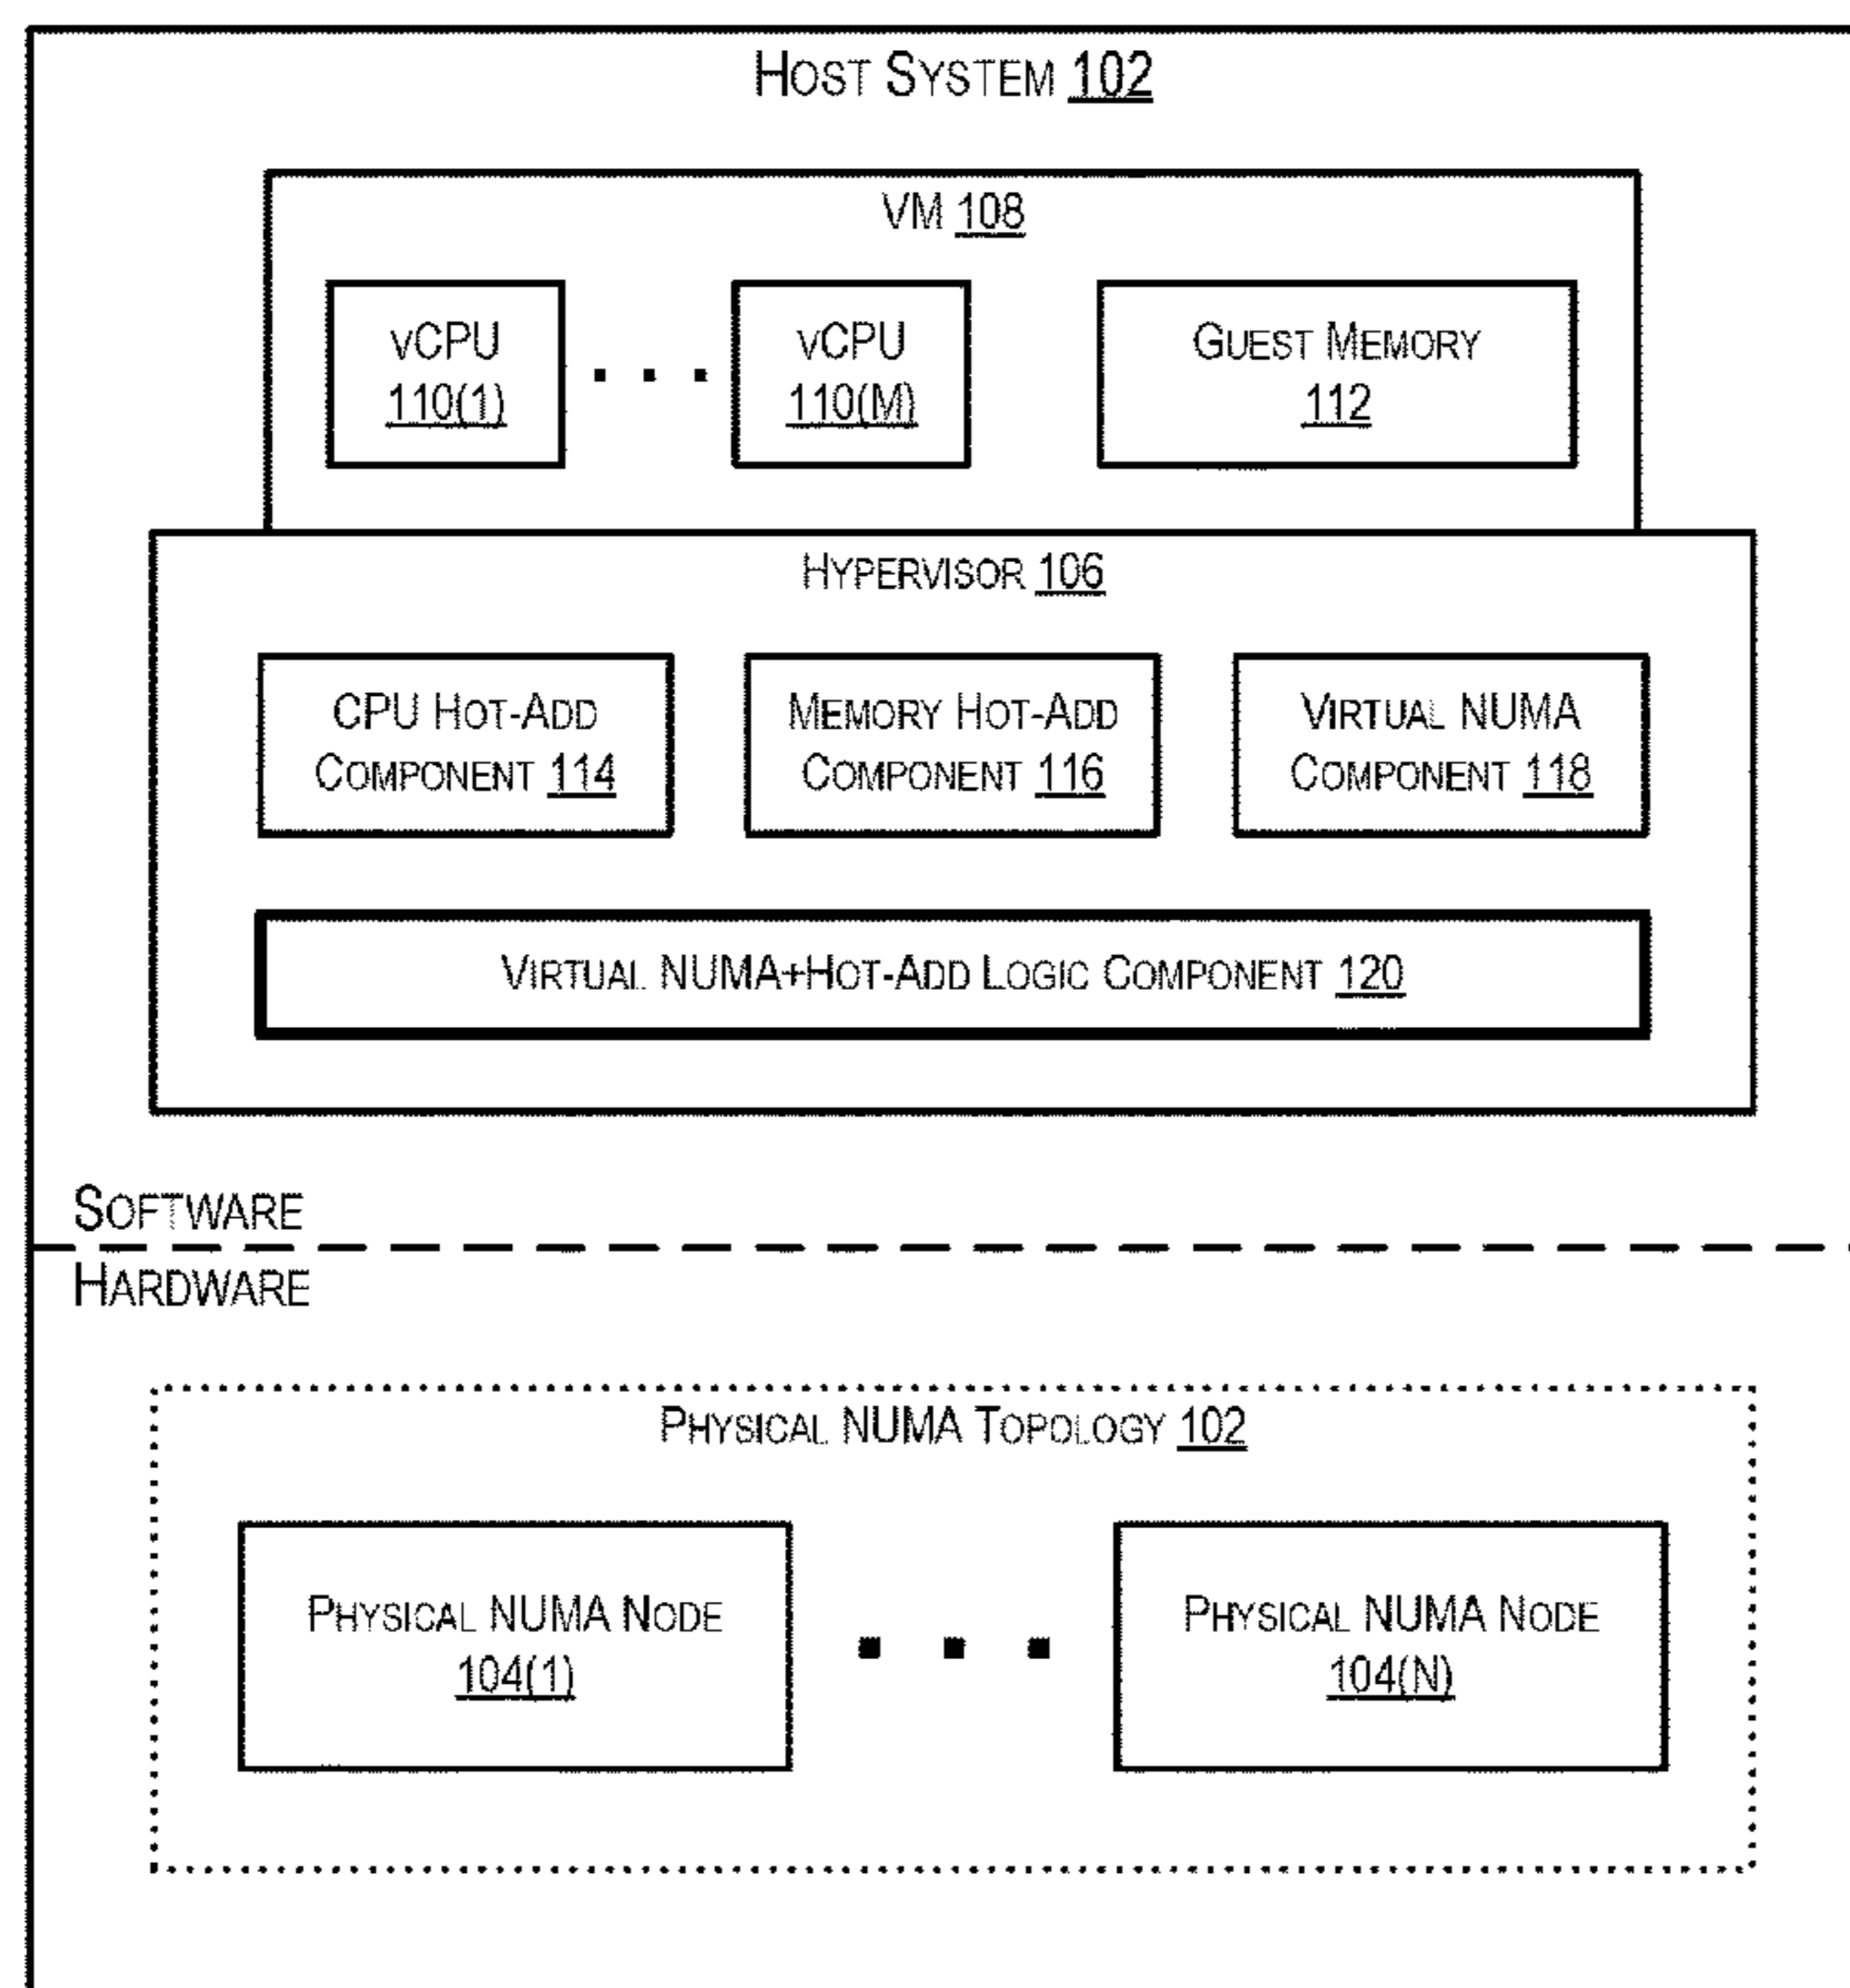 HOST SYSTEM 102
VM 108
vCPU
110(1)
vCPU
110(M)
GUEST MEMORY
112
HYPERVISOR 106
CPU HOT-ADD
COMPONENT 114
MEMORY HOT-ADD
COMPONENT 116
VIRTUAL NUMA
COMPONENT 118
VIRTUAL NUMA+HOT-ADD LOGIC COMPONENT 120
SOFTWARE
HARDWARE
PHYSICAL NUMA TOPOLOGY 102
PHYSICAL NUMA NODE
104(1)
PHYSICAL NUMA NODE
104(N)